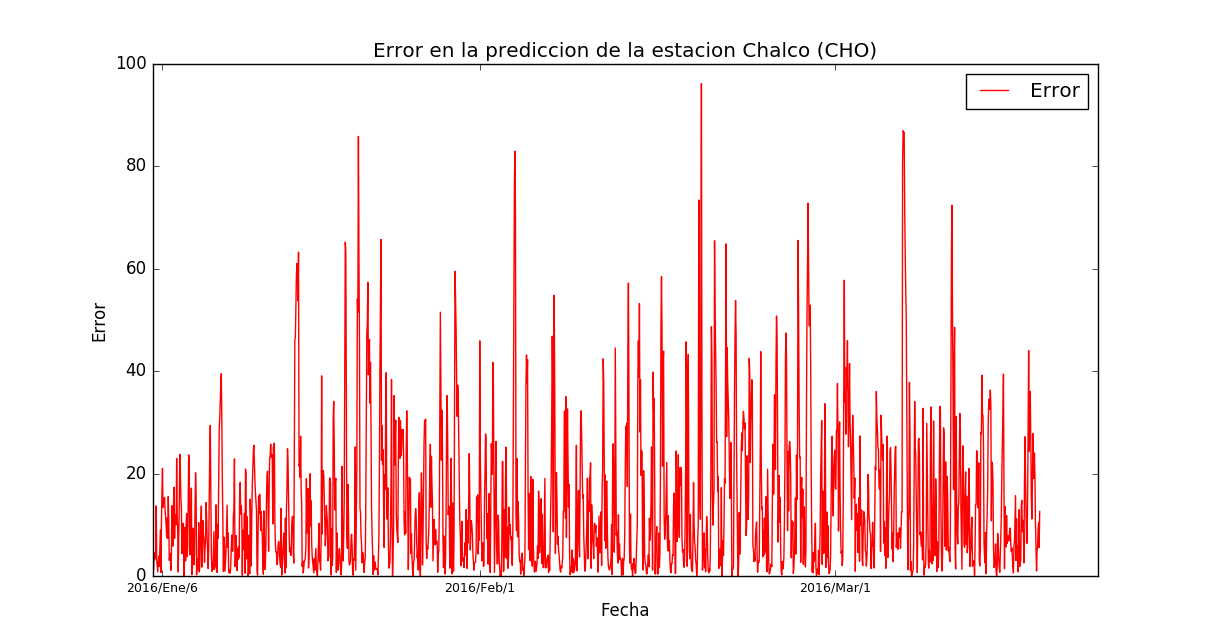 Error en la prediccion de la estacion Chalco (CHO)
100
80
60
40
20
0
Error
Error
2016/Ene/6
2016/Feb/1
2016/Mar/1
Fecha